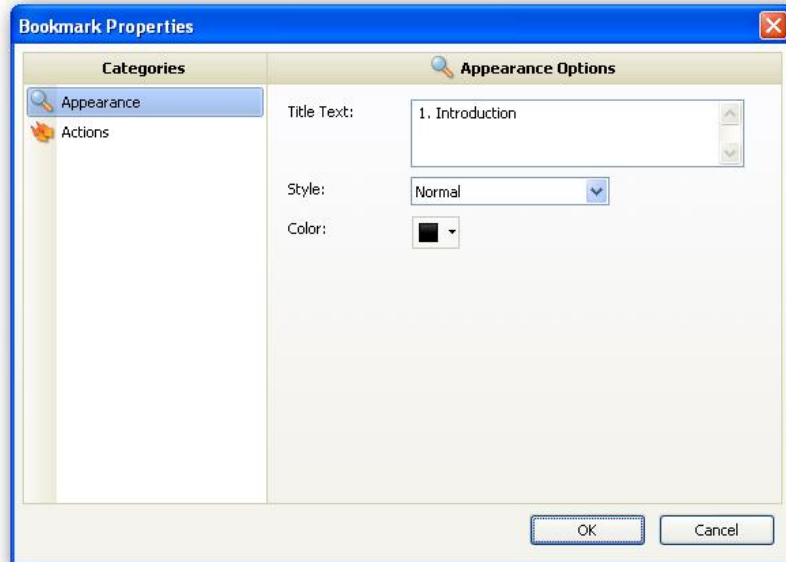 Bookmark Properties
Categories
Appearance Options
Appearance
Actions
Title Text:
1. Introduction
Style:
Normal
Color:
OK
Cancel